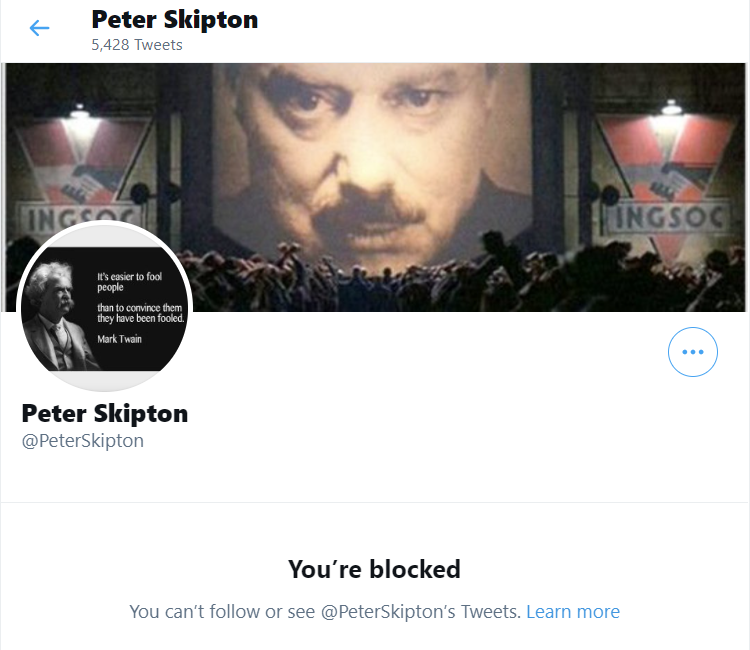 Peter Skipton
5,428 Tweets
INGSOC
INGSOC
It's easier to fool
people
than to convince them
they have been fooled.
Mark Twain
Peter Skipton
@PeterSkipton
You're blocked
You can't follow or see @PeterSkipton's Tweets. Learn more